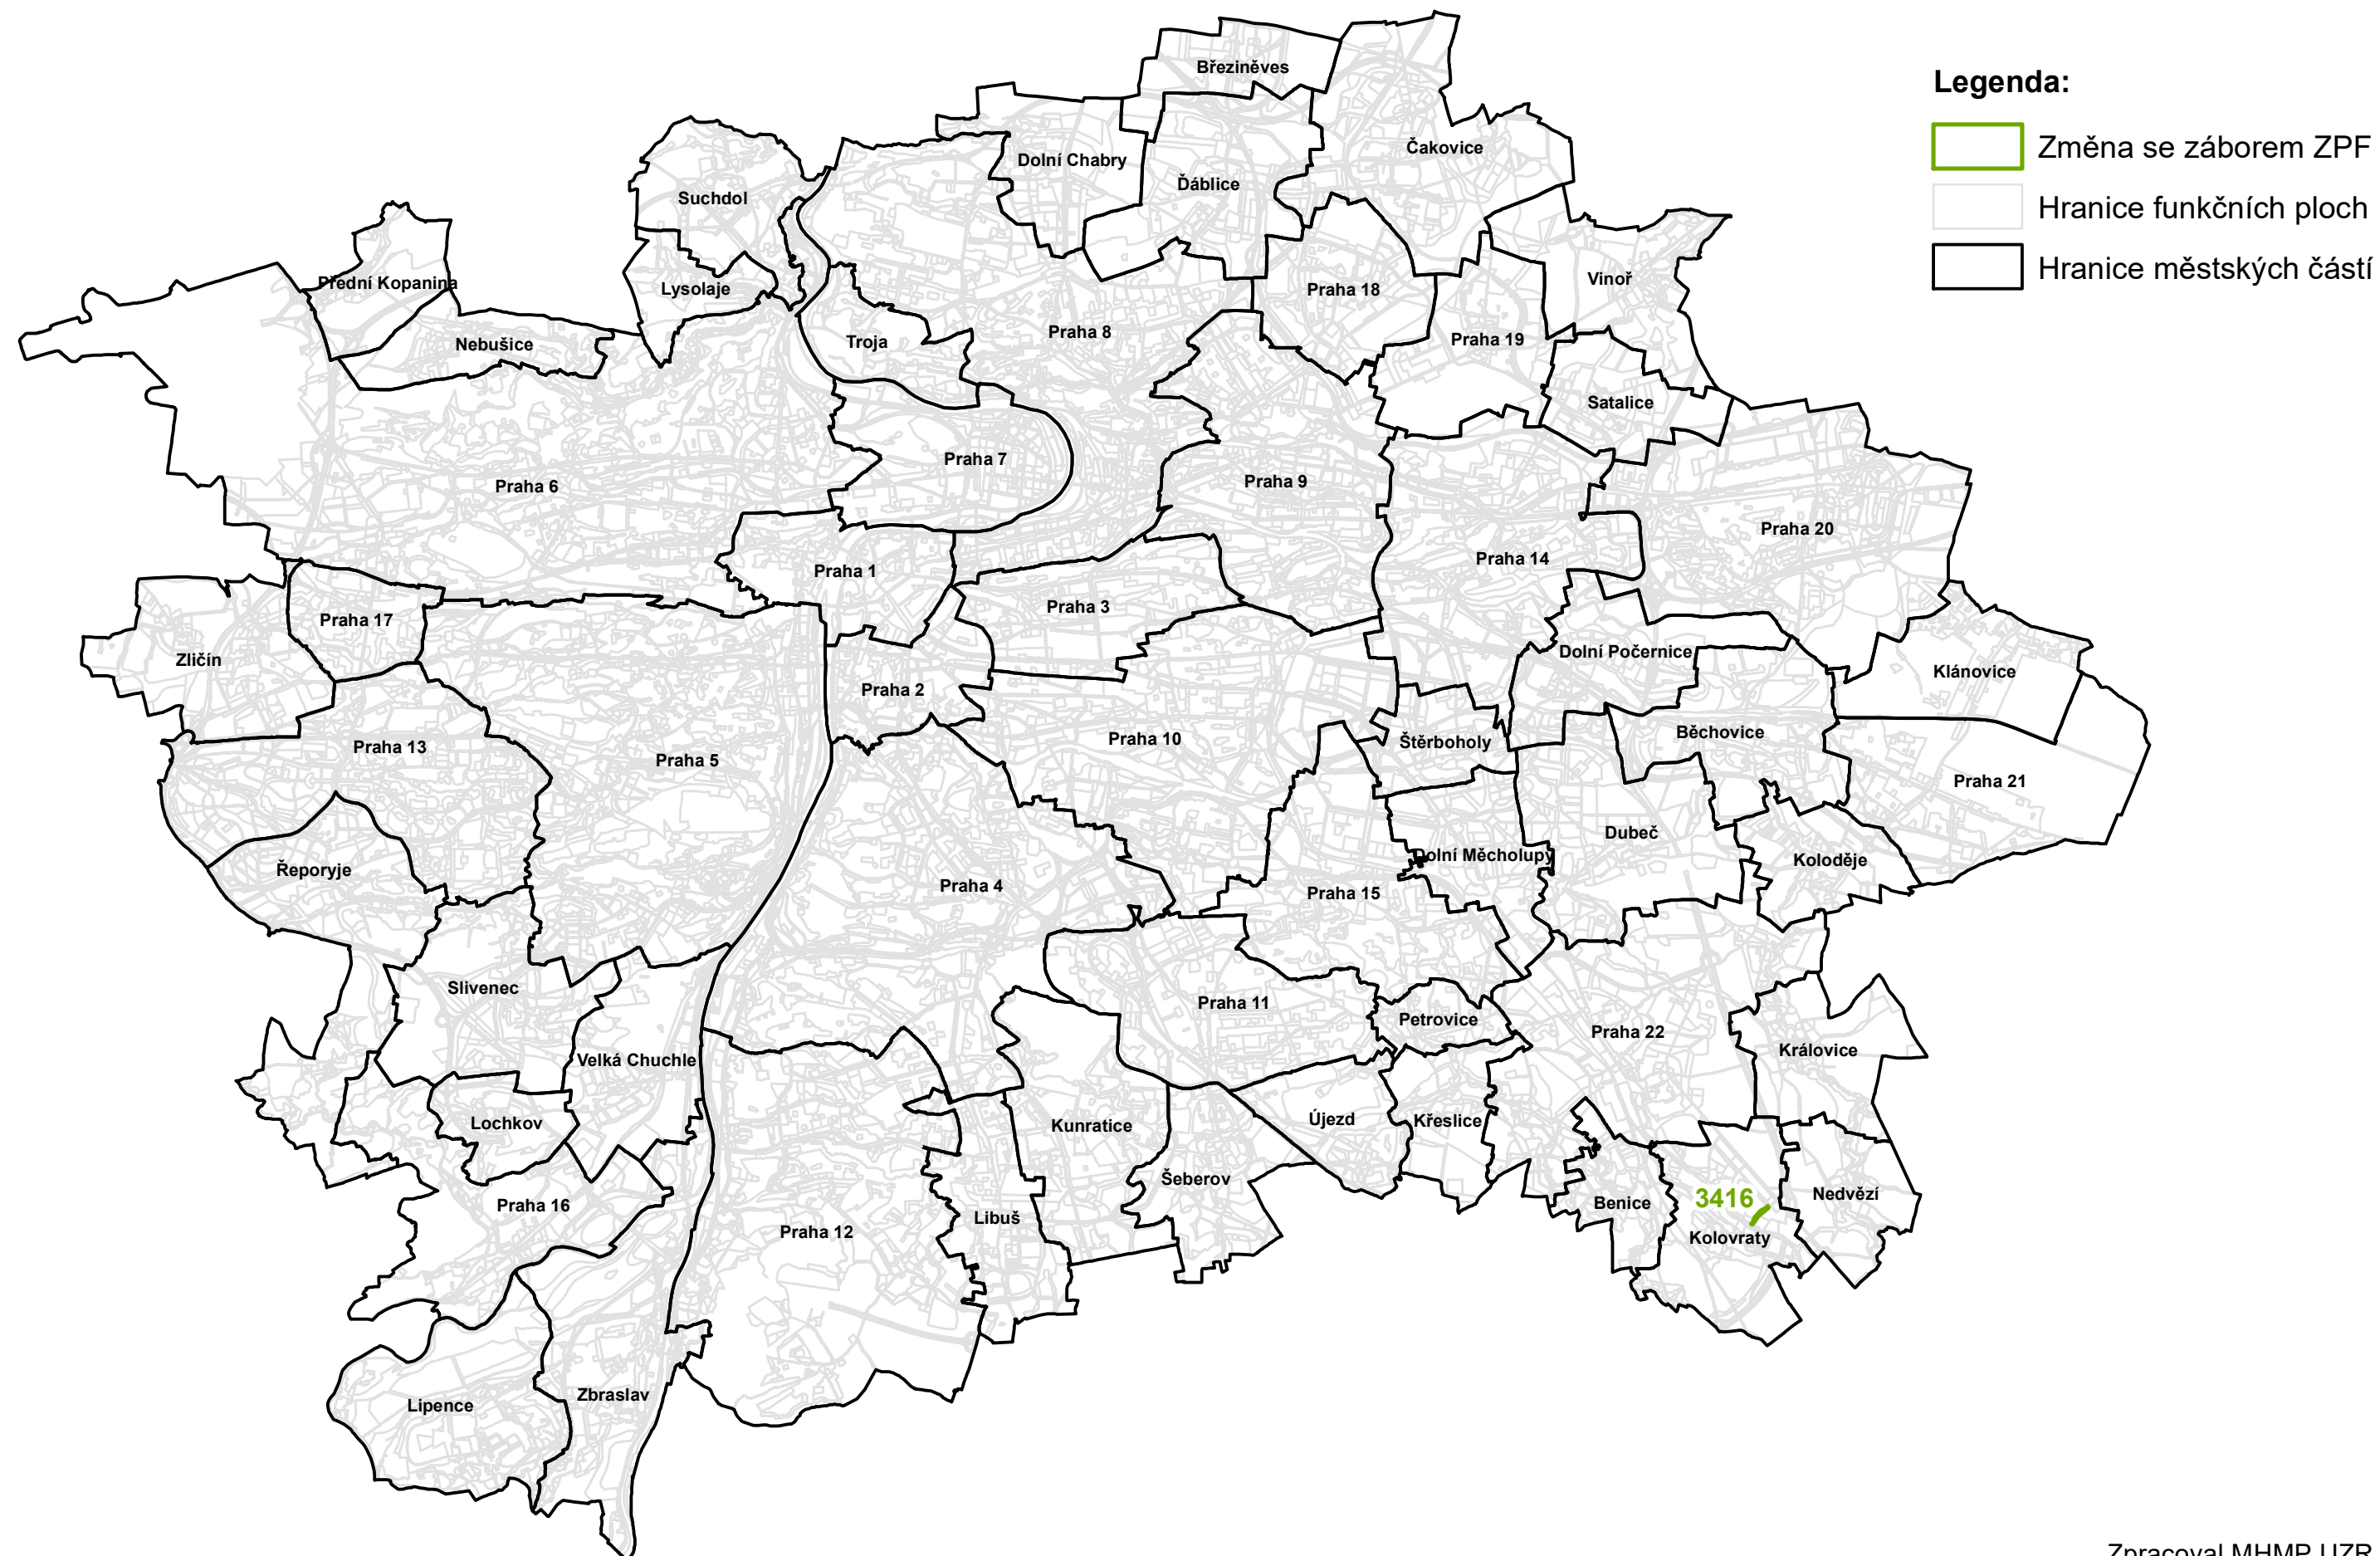 Legenda:
Změna se záborem ZPF
Hranice funkčních ploch
Hranice městských částí
Březiněves
Čakovice
Dolní Chabry
Ďáblice
Suchdol
Vinoř
Přední Kopanina
Lysolaje
Praha 18
Praha 8
Praha 19
Troja
Nebušice
Satalice
Praha 7
Praha 9
Praha 6
Praha 20
Praha 14
Praha 1
Praha 3
Praha 17
Dolní Počernice
Zličín
Klánovice
Praha 2
Běchovice
Praha 10
Štěrboholy
Praha 13
Praha 5
Praha 21
Dubeč
Dolní Měcholupy
Koloděje
Řeporyje
Praha 4
Praha 15
Slivenec
Praha 11
Petrovice
Praha 22
Královice
Velká Chuchle
Újezd
Křeslice
Lochkov
Kunratice
Šeberov
Nedvězí
3416
Benice
Praha 16
Libuš
Praha 12
Kolovraty
Zbraslav
Lipence
Zpracoval MHMP UZR